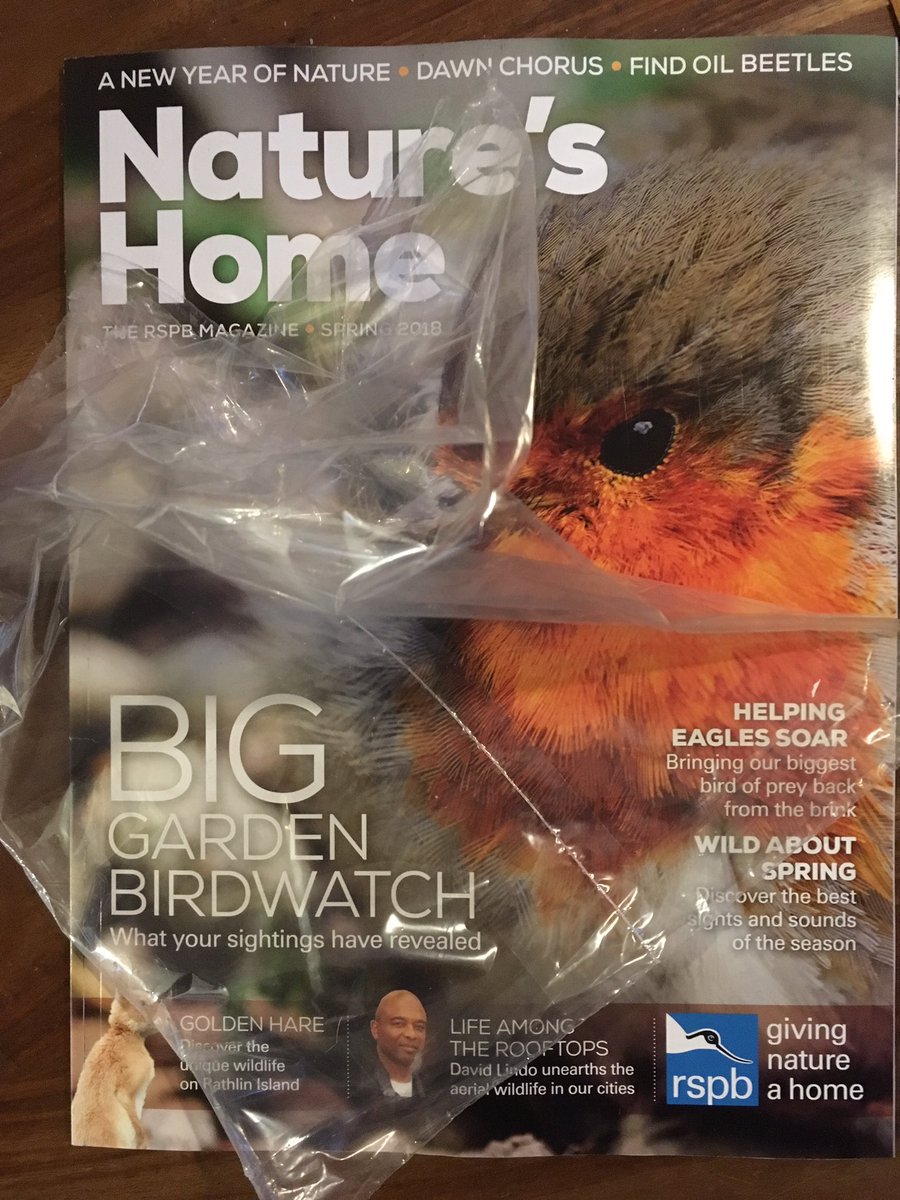 A NEW YEAR OF NATURE • DAWN CHORUS • FIND OIL BEETLES
Nature's
Home
THE RSPB MAGAZINE • SPRING 2018
BIG
GARDEN
BIRDWATCH
What your sightings have revealed
HELPING
EAGLES SOAR
Bringing our biggest
bird of prey back
from the brink
WILD ABOUT
SPRING
Discover the best
sights and sounds
of the season
GOLDEN HARE
Discover the
unique wildlife
on Rathlin Island
LIFE AMONG
THE ROOFTOPS
David Lindo unearths the
aerial wildlife in our cities
rspb
giving
nature
a home